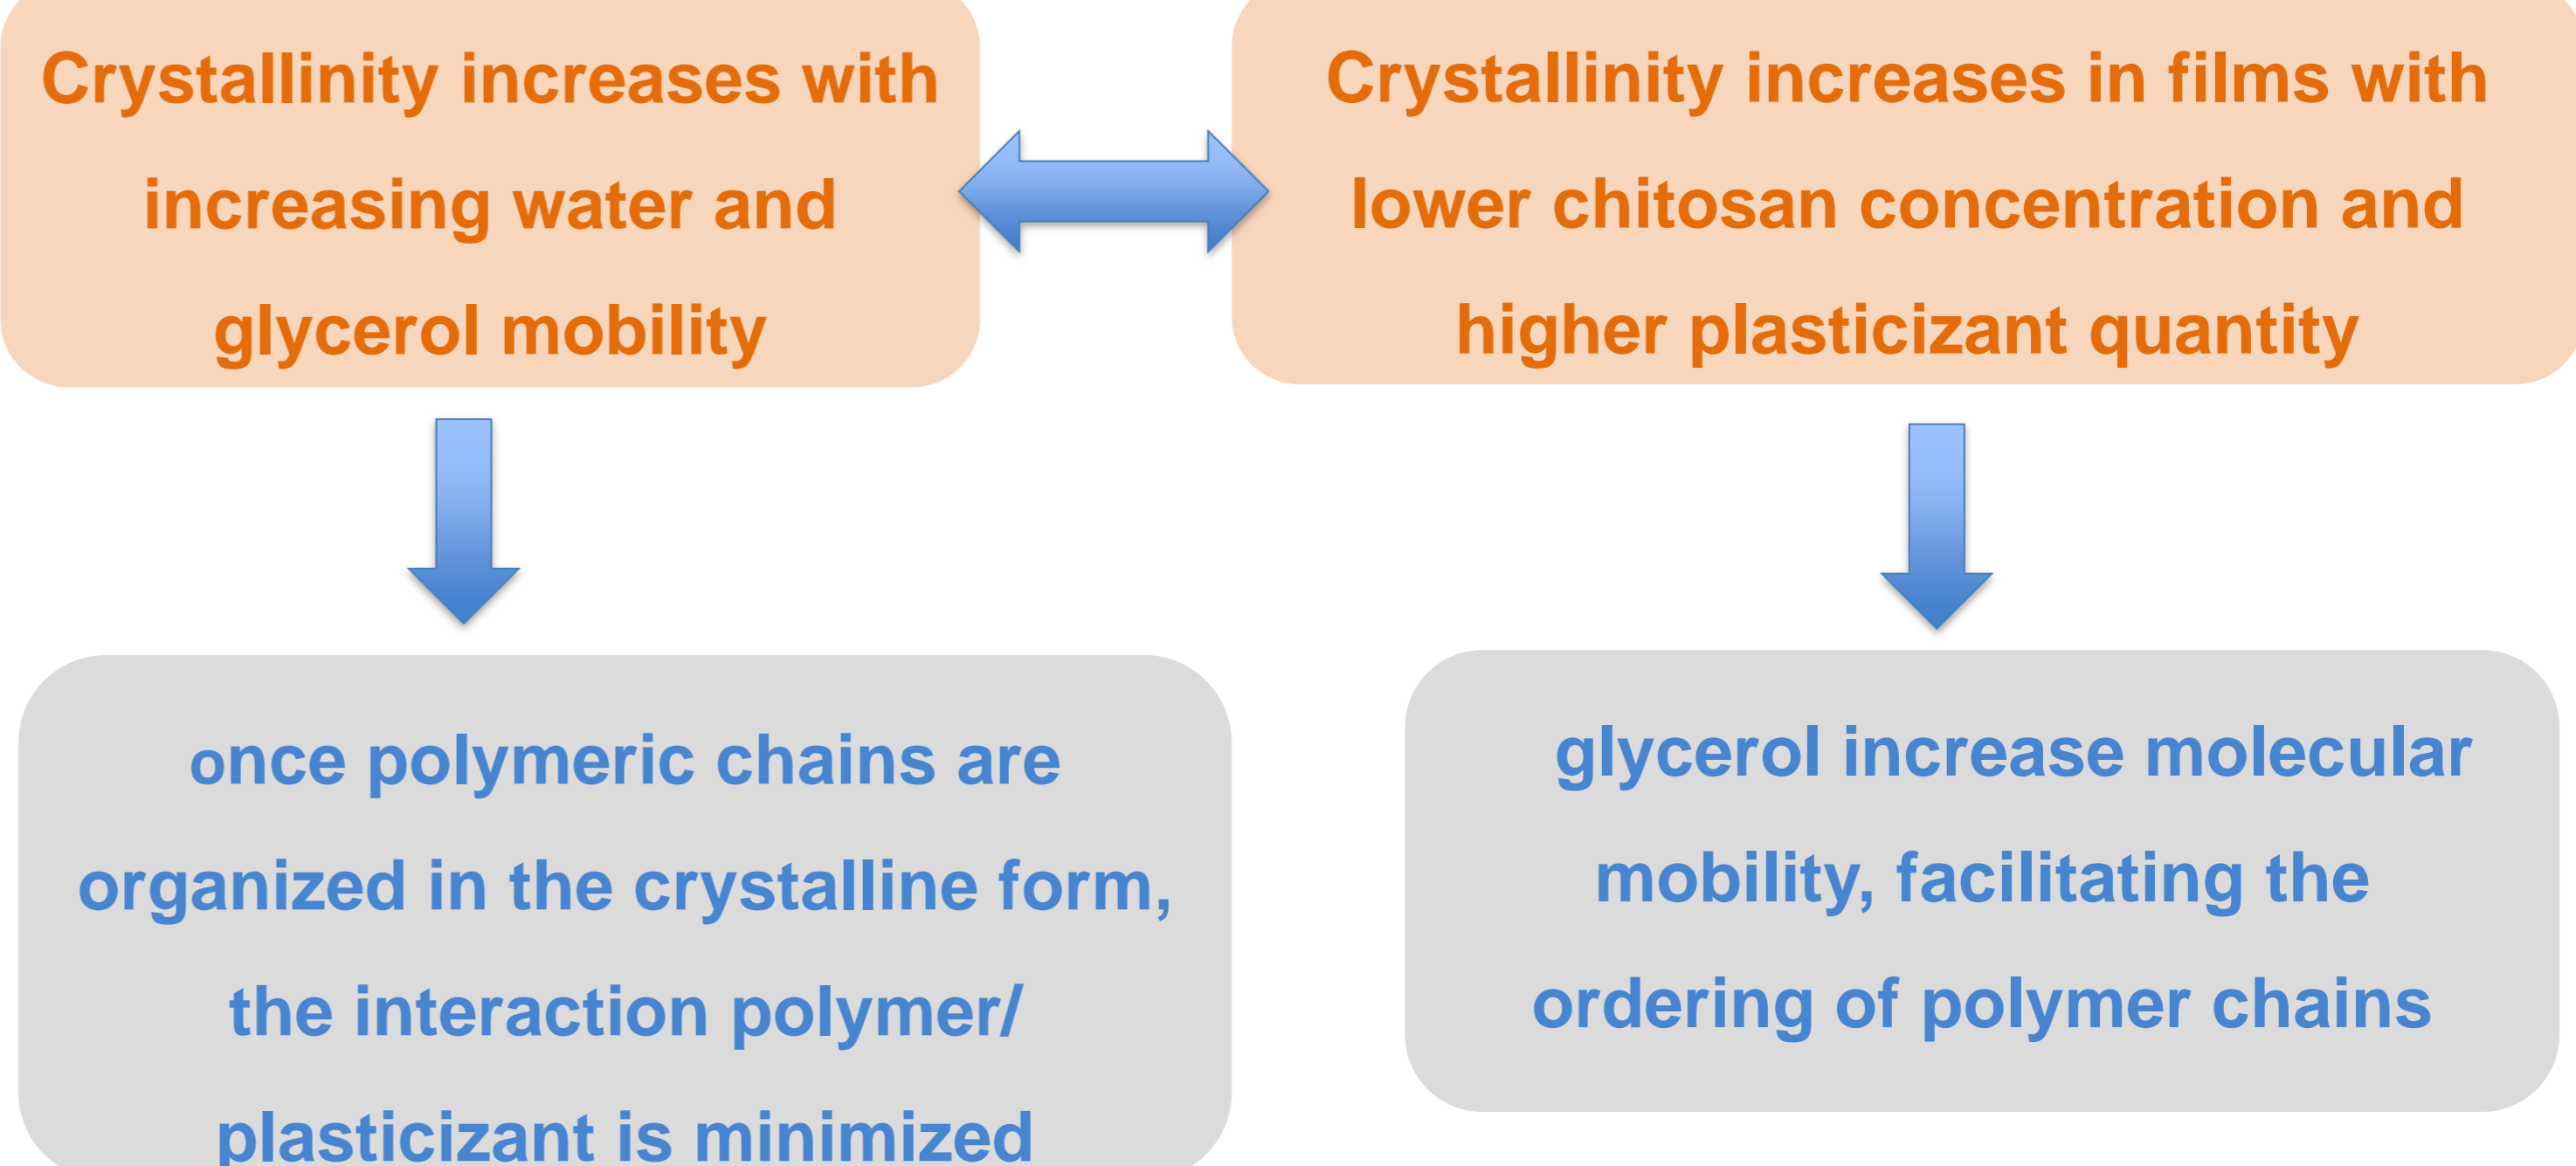 Crystallinity increases with
increasing water and
glycerol mobility
Crystallinity increases in films with
lower chitosan concentration and
higher plasticizant quantity
once polymeric chains are
organized in the crystalline form,
the interaction polymer/
plasticizant is minimized
glycerol increase molecular
mobility, facilitating the
ordering of polymer chains